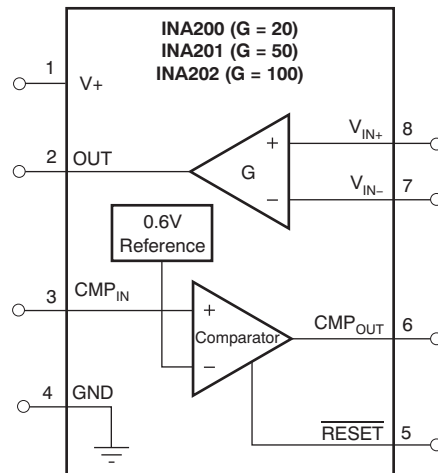 INA200 (G = 20)
INA201 (G = 50)
INA202 (G = 100)
1
V+
2
OUT
+
G
−
V_IN+
8
V_IN−
7
0.6V
Reference
3
CMP_IN
+
Comparator
−
CMP_OUT
6
4
GND
RESET
5